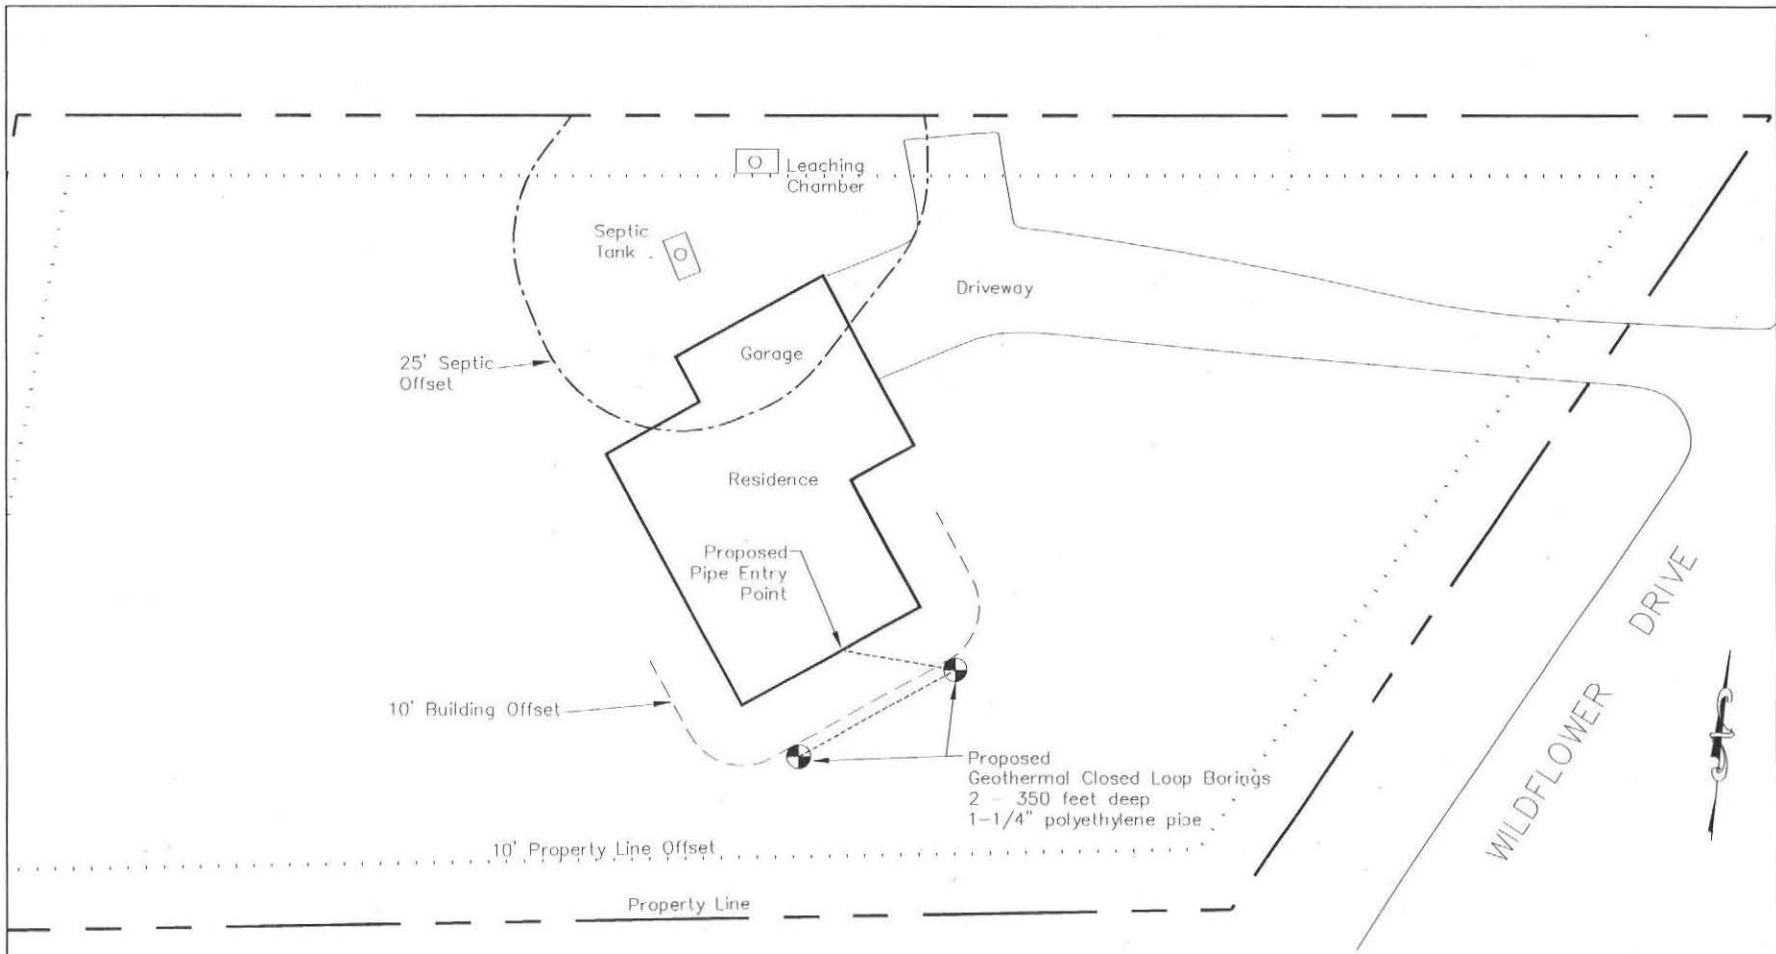 Leaching
Chamber
Septic
Tank
Driveway
Garage
25' Septic
Offset
Residence
Proposed
Pipe Entry
Point
10' Building Offset
Proposed
Geothermal Closed Loop Borings
2 - 350 feet deep
1-1/4" polyethylene pipe
10' Property Line Offset
Property Line
WILDFLOWER DRIVE